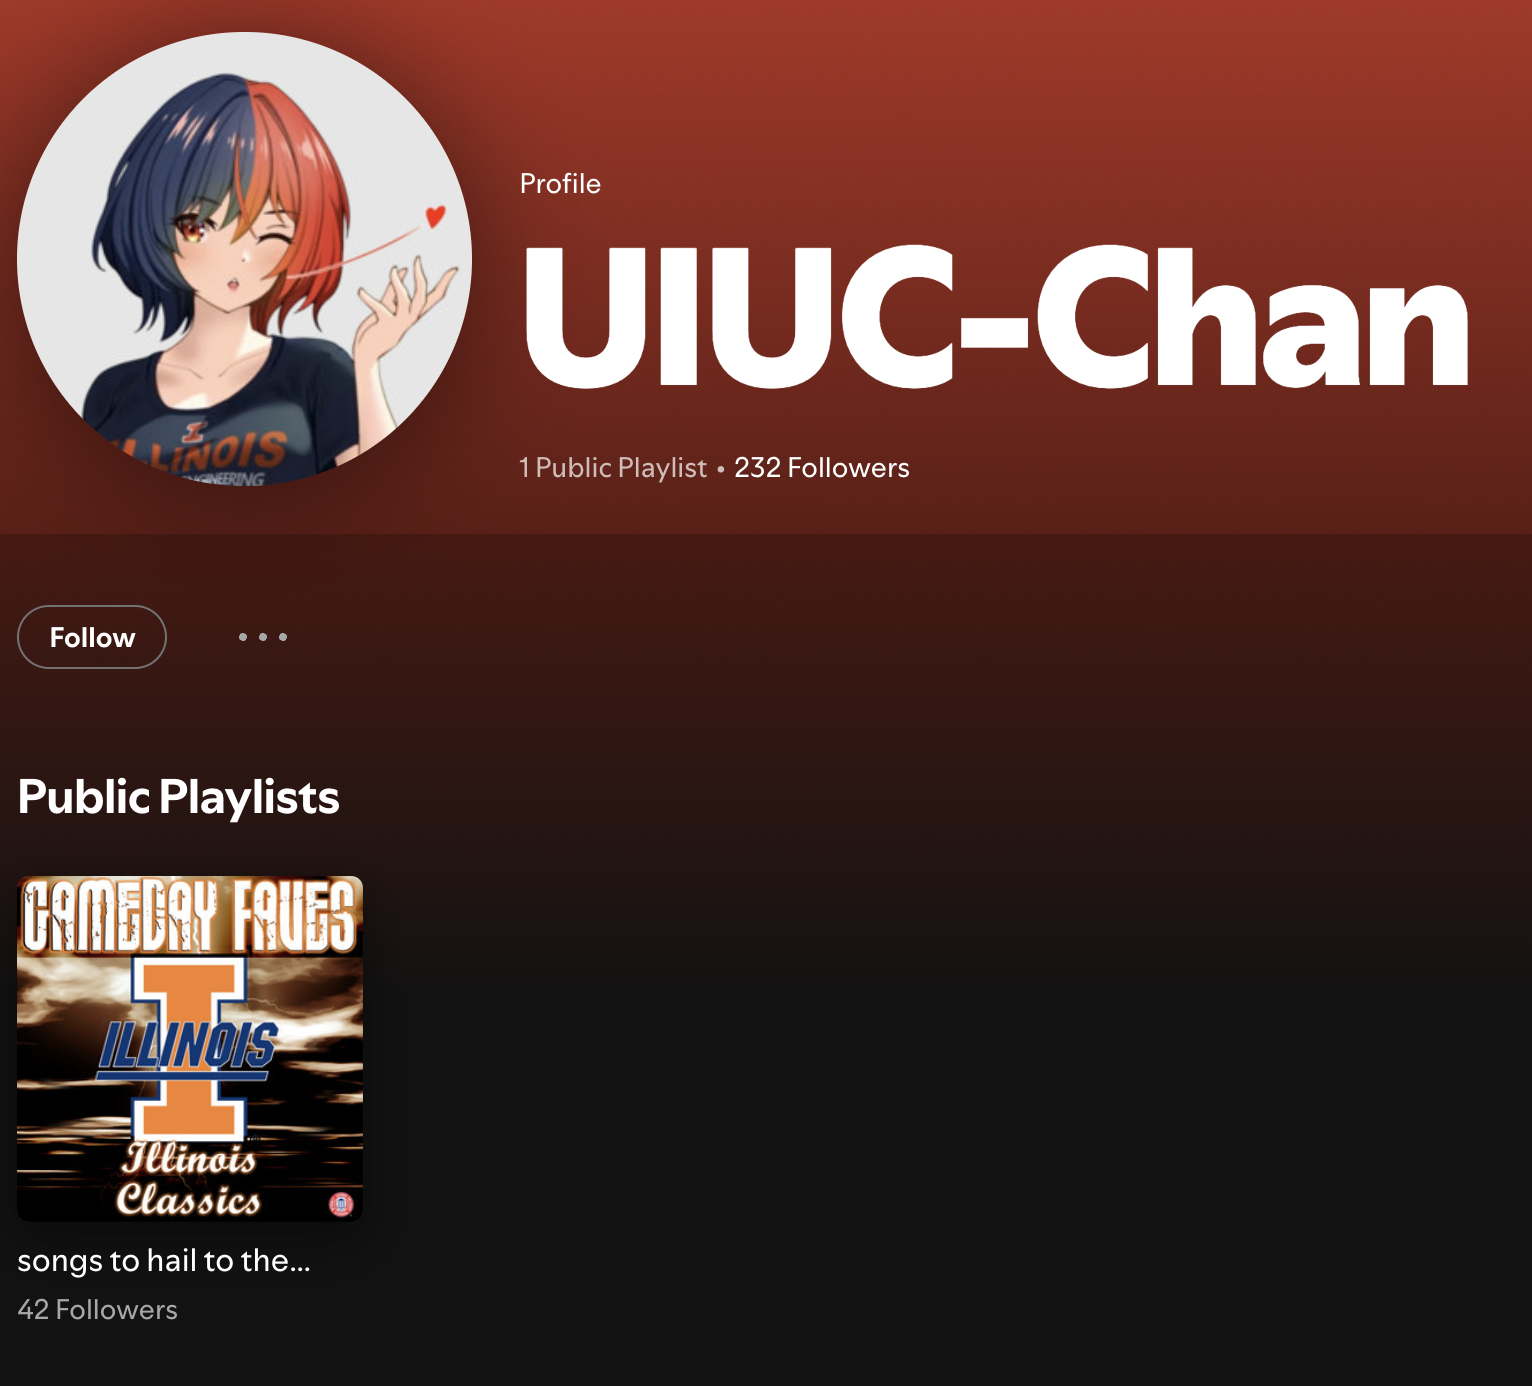 Profile
UIUC-Chan
1 Public Playlist • 232 Followers
I
ILLINOIS
ENGINEERING
Follow
Public Playlists
GAMEDAY FAVES
ILLINOIS
Illinois
Classics
songs to hail to the...
42 Followers